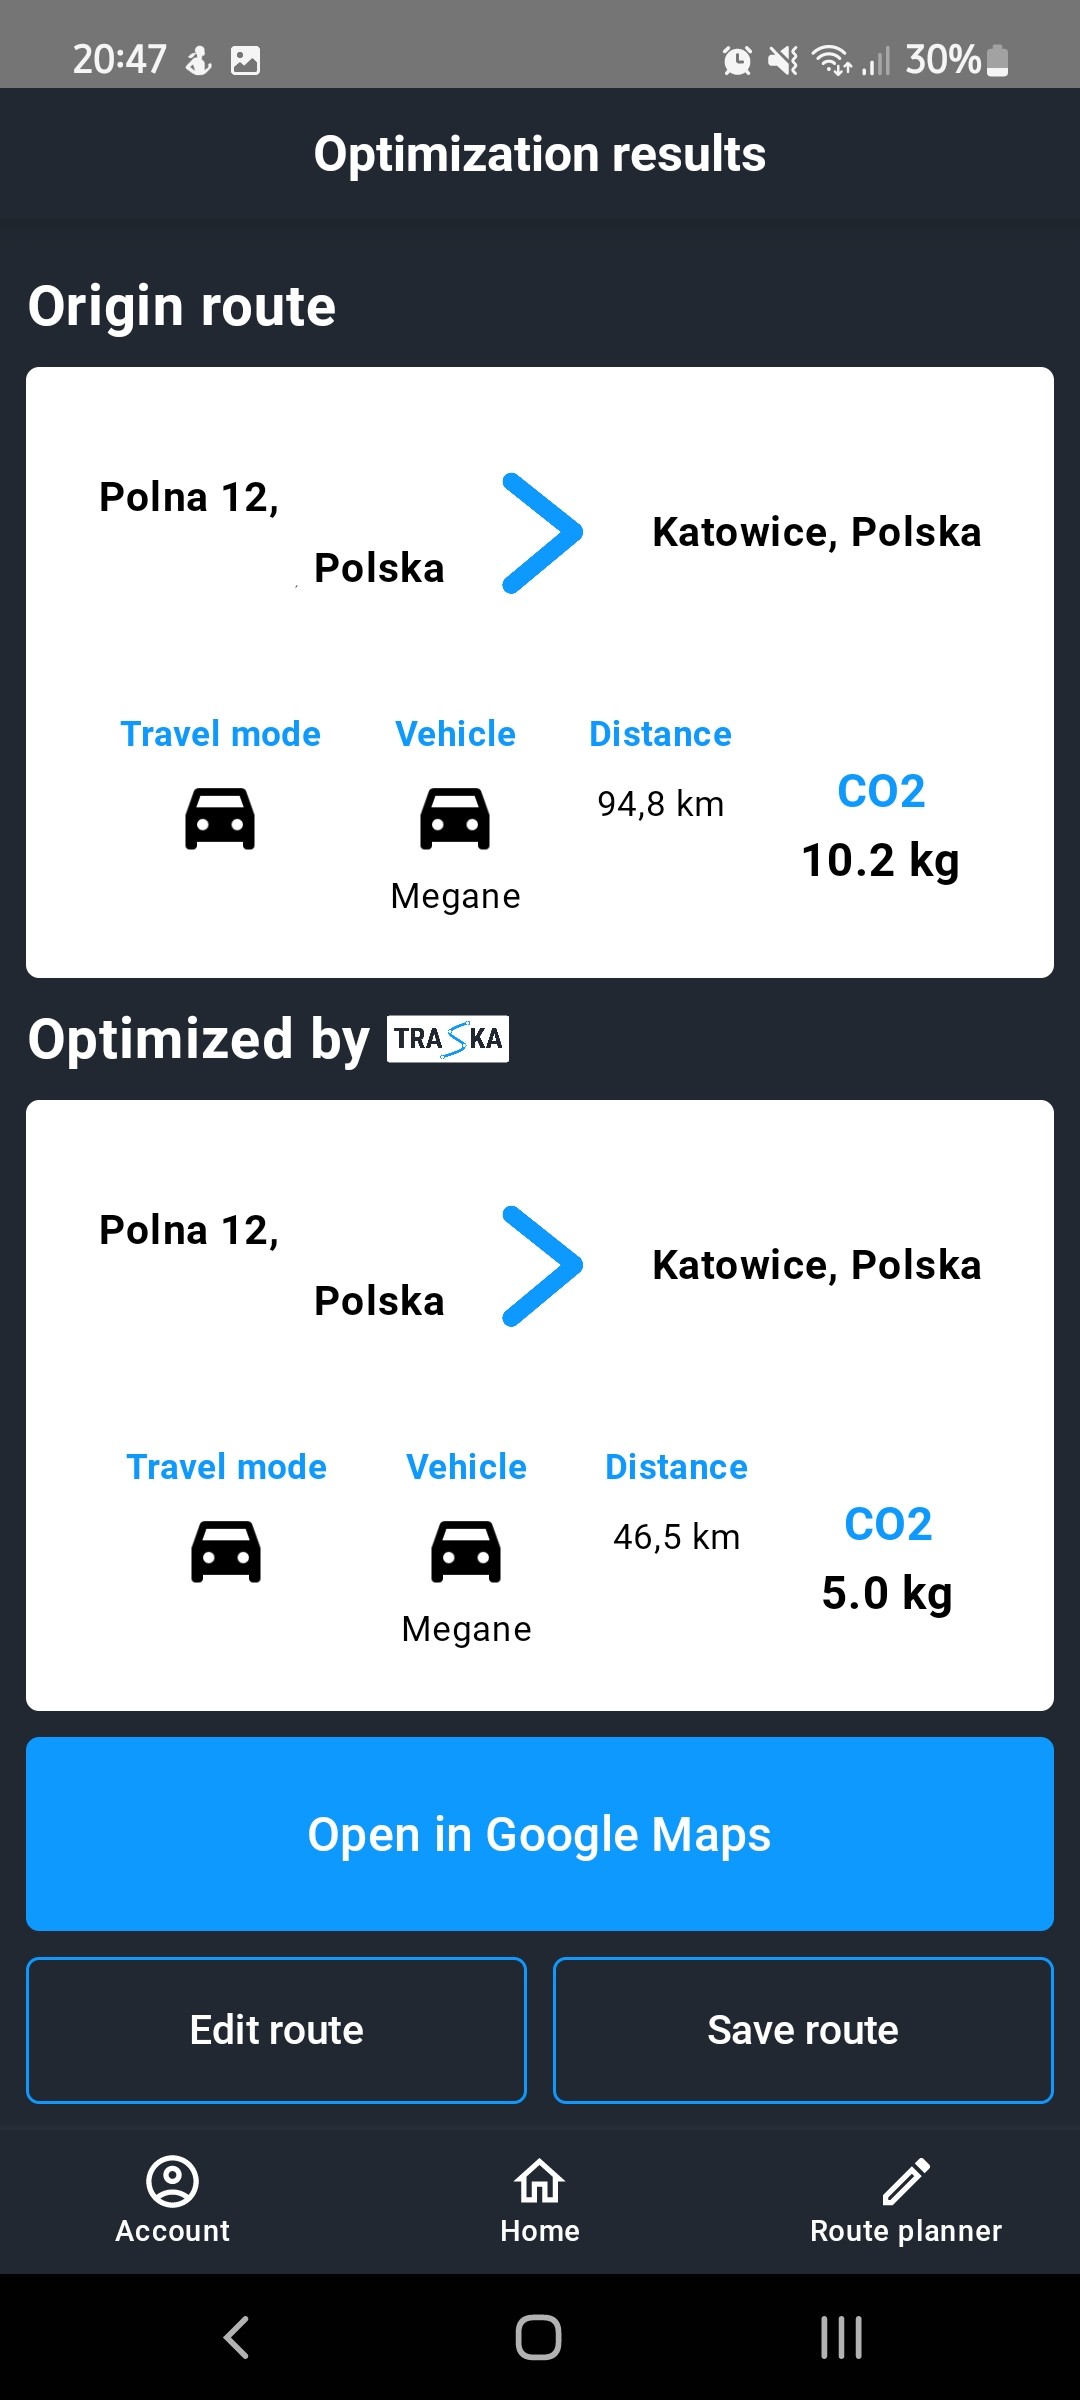 20:47 30%
Optimization results
Origin route
Polna 12,
Polska
Katowice, Polska
Travel mode Vehicle Distance
94,8 km
Megane
CO2
10.2 kg
Optimized by TRASKA
Polna 12,
Polska
Katowice, Polska
Travel mode Vehicle Distance
46,5 km
Megane
CO2
5.0 kg
Open in Google Maps
Edit route Save route
Account Home Route planner